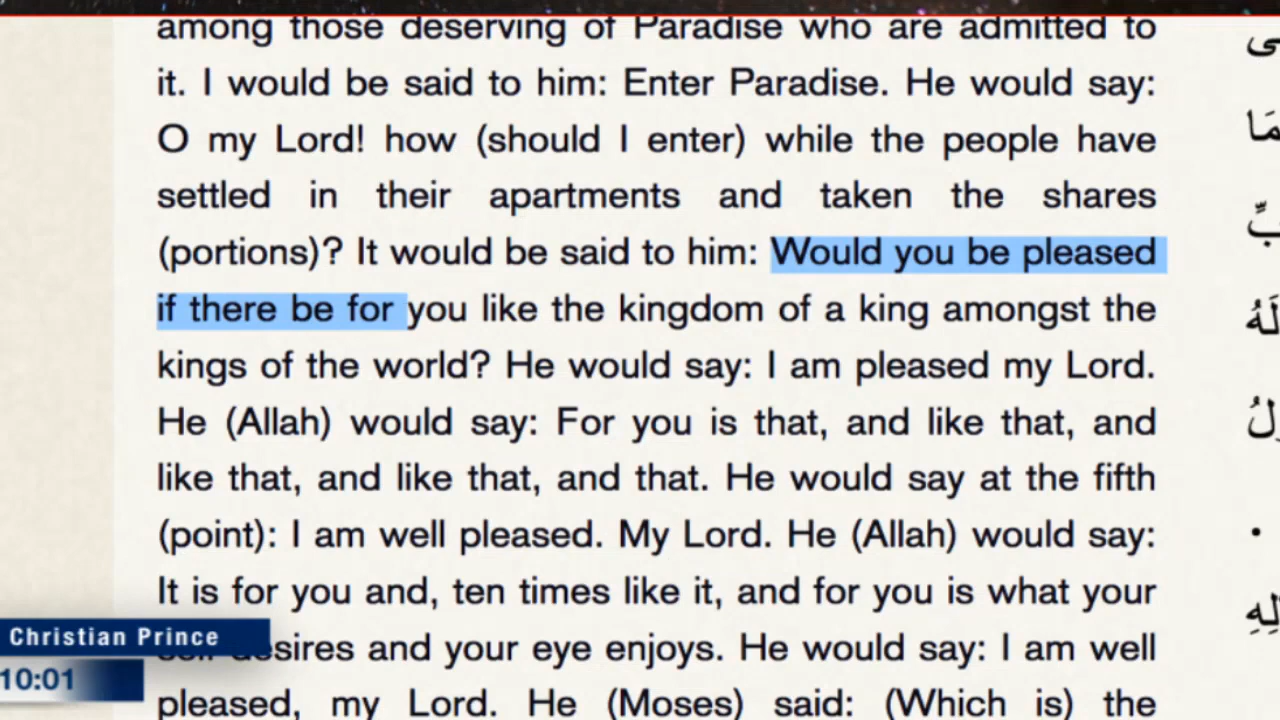 among those deserving of Paradise who are admitted to
it. I would be said to him: Enter Paradise. He would say:
O my Lord! how (should I enter) while the people have
settled in their apartments and taken the shares
(portions)? It would be said to him: Would you be pleased
if there be for you like the kingdom of a king amongst the
kings of the world? He would say: I am pleased my Lord.
He (Allah) would say: For you is that, and like that, and
like that, and like that, and that. He would say at the fifth
(point): I am well pleased. My Lord. He (Allah) would say:
It is for you and, ten times like it, and for you is what your
self desires and your eye enjoys. He would say: I am well
pleased, my Lord. He (Moses) said: (Which is) the
Christian Prince
10:01